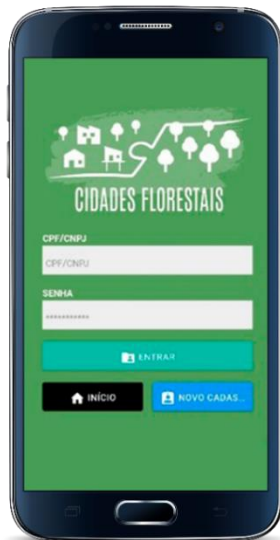 CIDADES FLORESTAIS
CPF/CNPJ
CPF/CNPJ
SENHA
***********
ENTRAR
INÍCIO
NOVO CADAS...